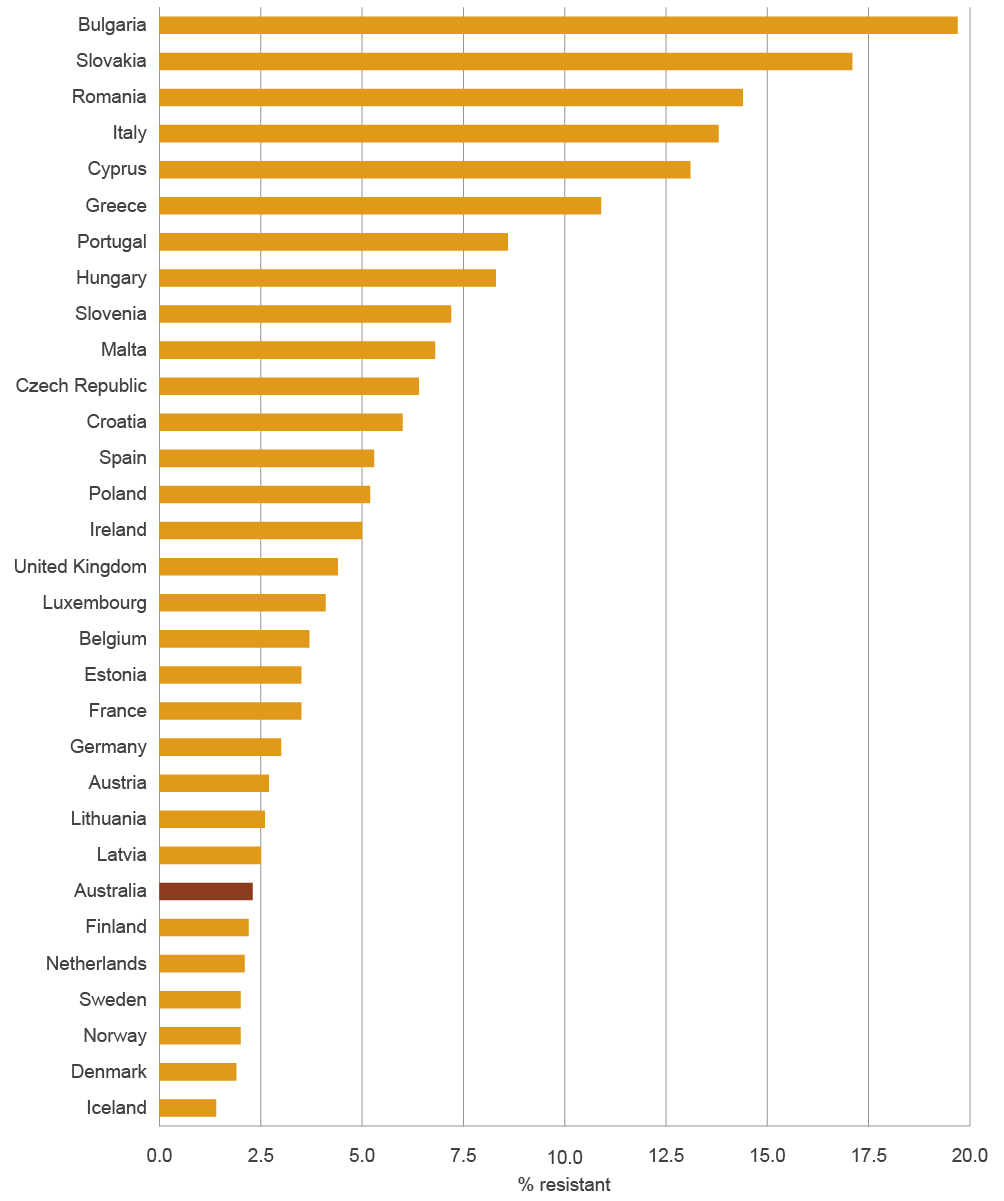 Bulgaria
Slovakia
Romania
Italy
Cyprus
Greece
Portugal
Hungary
Slovenia
Malta
Czech Republic
Croatia
Spain
Poland
Ireland
United Kingdom
Luxembourg
Belgium
Estonia
France
Germany
Austria
Lithuania
Latvia
Australia
Finland
Netherlands
Sweden
Norway
Denmark
Iceland
0.0 2.5 5.0 7.5 10.0 12.5 15.0 17.5 20.0
% resistant